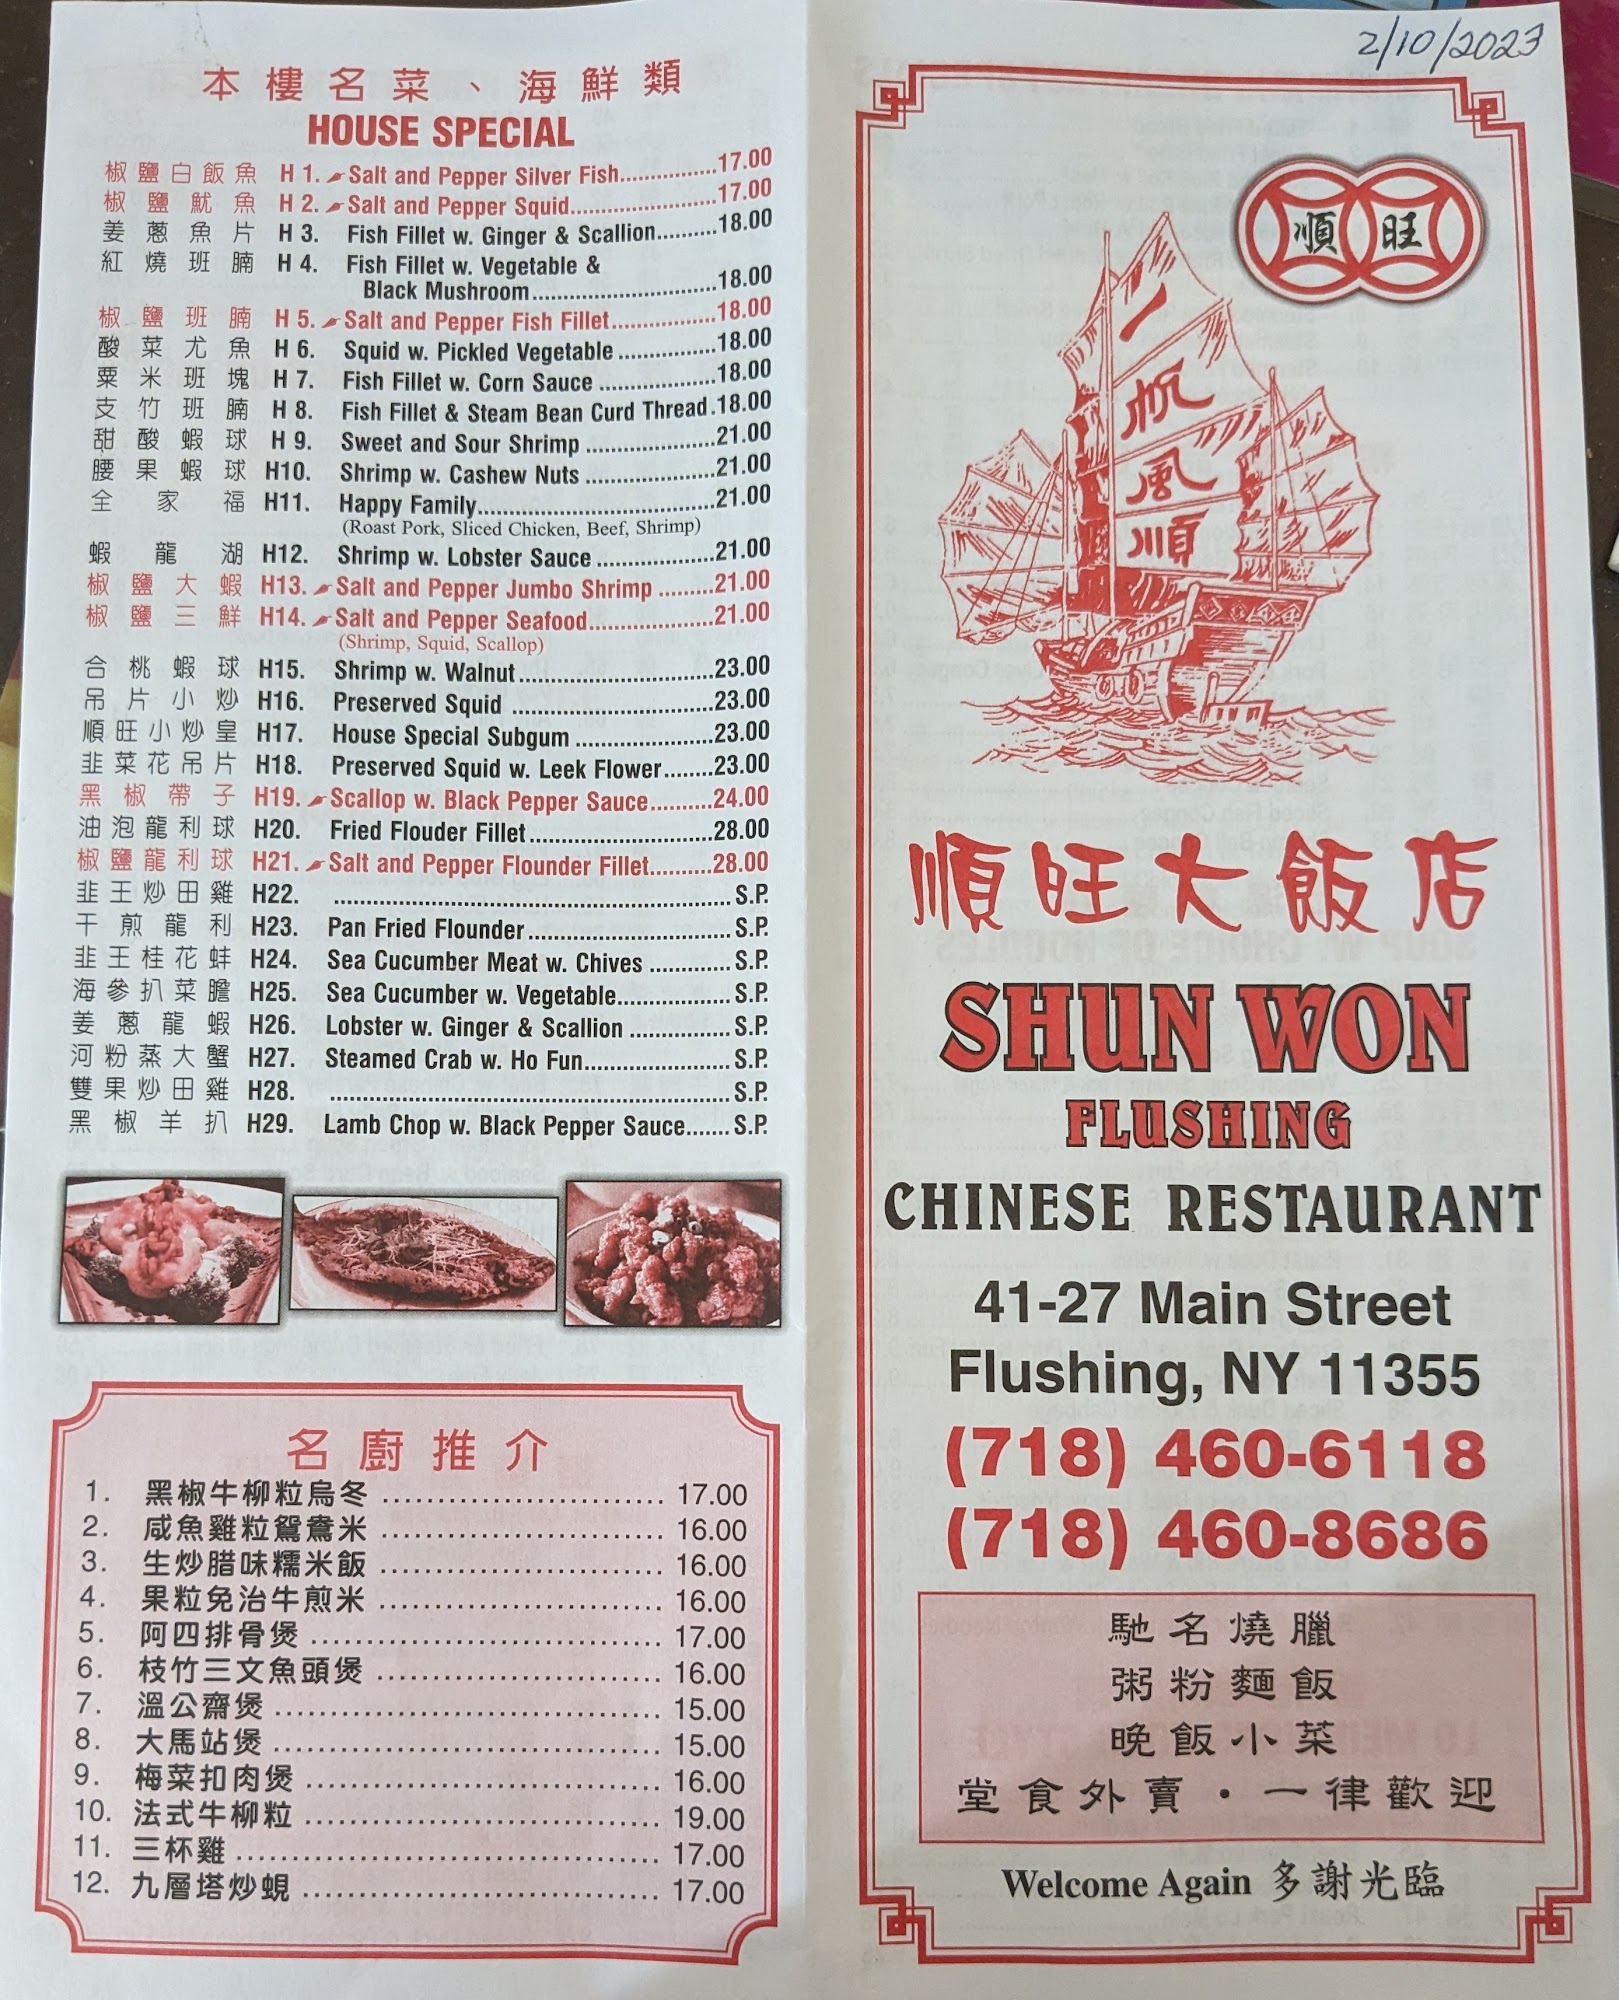 本樓名菜、海鮮類
HOUSE SPECIAL
椒鹽白飯魚 H 1. Salt and Pepper Silver Fish...............17.00
椒鹽魷魚 H 2. Salt and Pepper Squid.......................17.00
姜蔥魚片 H 3. Fish Fillet w. Ginger & Scallion..........18.00
紅燒班腩 H 4. Fish Fillet w. Vegetable &
Black Mushroom..............................18.00
椒鹽班腩 H 5. Salt and Pepper Fish Fillet.................18.00
酸菜尤魚 H 6. Squid w. Pickled Vegetable ................18.00
粟米班塊 H 7. Fish Fillet w. Corn Sauce ...................18.00
支竹班腩 H 8. Fish Fillet & Steam Bean Curd Thread.18.00
甜酸蝦球 H 9. Sweet and Sour Shrimp .....................21.00
腰果蝦球 H10. Shrimp w. Cashew Nuts .....................21.00
全家福 H11. Happy Family......................................21.00
(Roast Pork, Sliced Chicken, Beef, Shrimp)
蝦龍湖 H12. Shrimp w. Lobster Sauce ...................21.00
椒鹽大蝦 H13. Salt and Pepper Jumbo Shrimp .........21.00
椒鹽三鮮 H14. Salt and Pepper Seafood....................21.00
(Shrimp, Squid, Scallop)
合桃蝦球 H15. Shrimp w. Walnut ...............................23.00
吊片小炒 H16. Preserved Squid ................................23.00
順旺小炒皇 H17. House Special Subgum ......................23.00
韭菜花吊片 H18. Preserved Squid w. Leek Flower........23.00
黑椒帶子 H19. Scallop w. Black Pepper Sauce..........24.00
油泡龍利球 H20. Fried Flouder Fillet.............................28.00
椒鹽龍利球 H21. Salt and Pepper Flounder Fillet..........28.00
韭王炒田雞 H22. ............................................................... S.P.
干煎龍利 H23. Pan Fried Flounder................................ S.P.
韭王桂花蚌 H24. Sea Cucumber Meat w. Chives ............. S.P.
海參扒菜膽 H25. Sea Cucumber w. Vegetable.................. S.P.
姜蔥龍蝦 H26. Lobster w. Ginger & Scallion ................ S.P.
河粉蒸大蟹 H27. Steamed Crab w. Ho Fun....................... S.P.
雙果炒田雞 H28. ............................................................... S.P.
黑椒羊扒 H29. Lamb Chop w. Black Pepper Sauce....... S.P.
名廚推介
1. 黑椒牛柳粒烏冬 .......................... 17.00
2. 咸魚雞粒鴛鴦米 .......................... 16.00
3. 生炒腊味糯米飯 .......................... 16.00
4. 果粒免治牛煎米 .......................... 16.00
5. 阿四排骨煲 ................................ 17.00
6. 枝竹三文魚頭煲 .......................... 16.00
7. 溫公齋煲 ................................... 15.00
8. 大馬站煲 ................................... 15.00
9. 梅菜扣肉煲 ................................ 16.00
10. 法式牛柳粒 ................................ 19.00
11. 三杯雞 ...................................... 17.00
12. 九層塔炒蜆 ................................ 17.00
2/10/2023
順旺
一帆風順
順旺大飯店
SHUN WON
FLUSHING
CHINESE RESTAURANT
41-27 Main Street
Flushing, NY 11355
(718) 460-6118
(718) 460-8686
馳名燒臘
粥粉麵飯
晚飯小菜
堂食外賣・一律歡迎
Welcome Again 多謝光臨